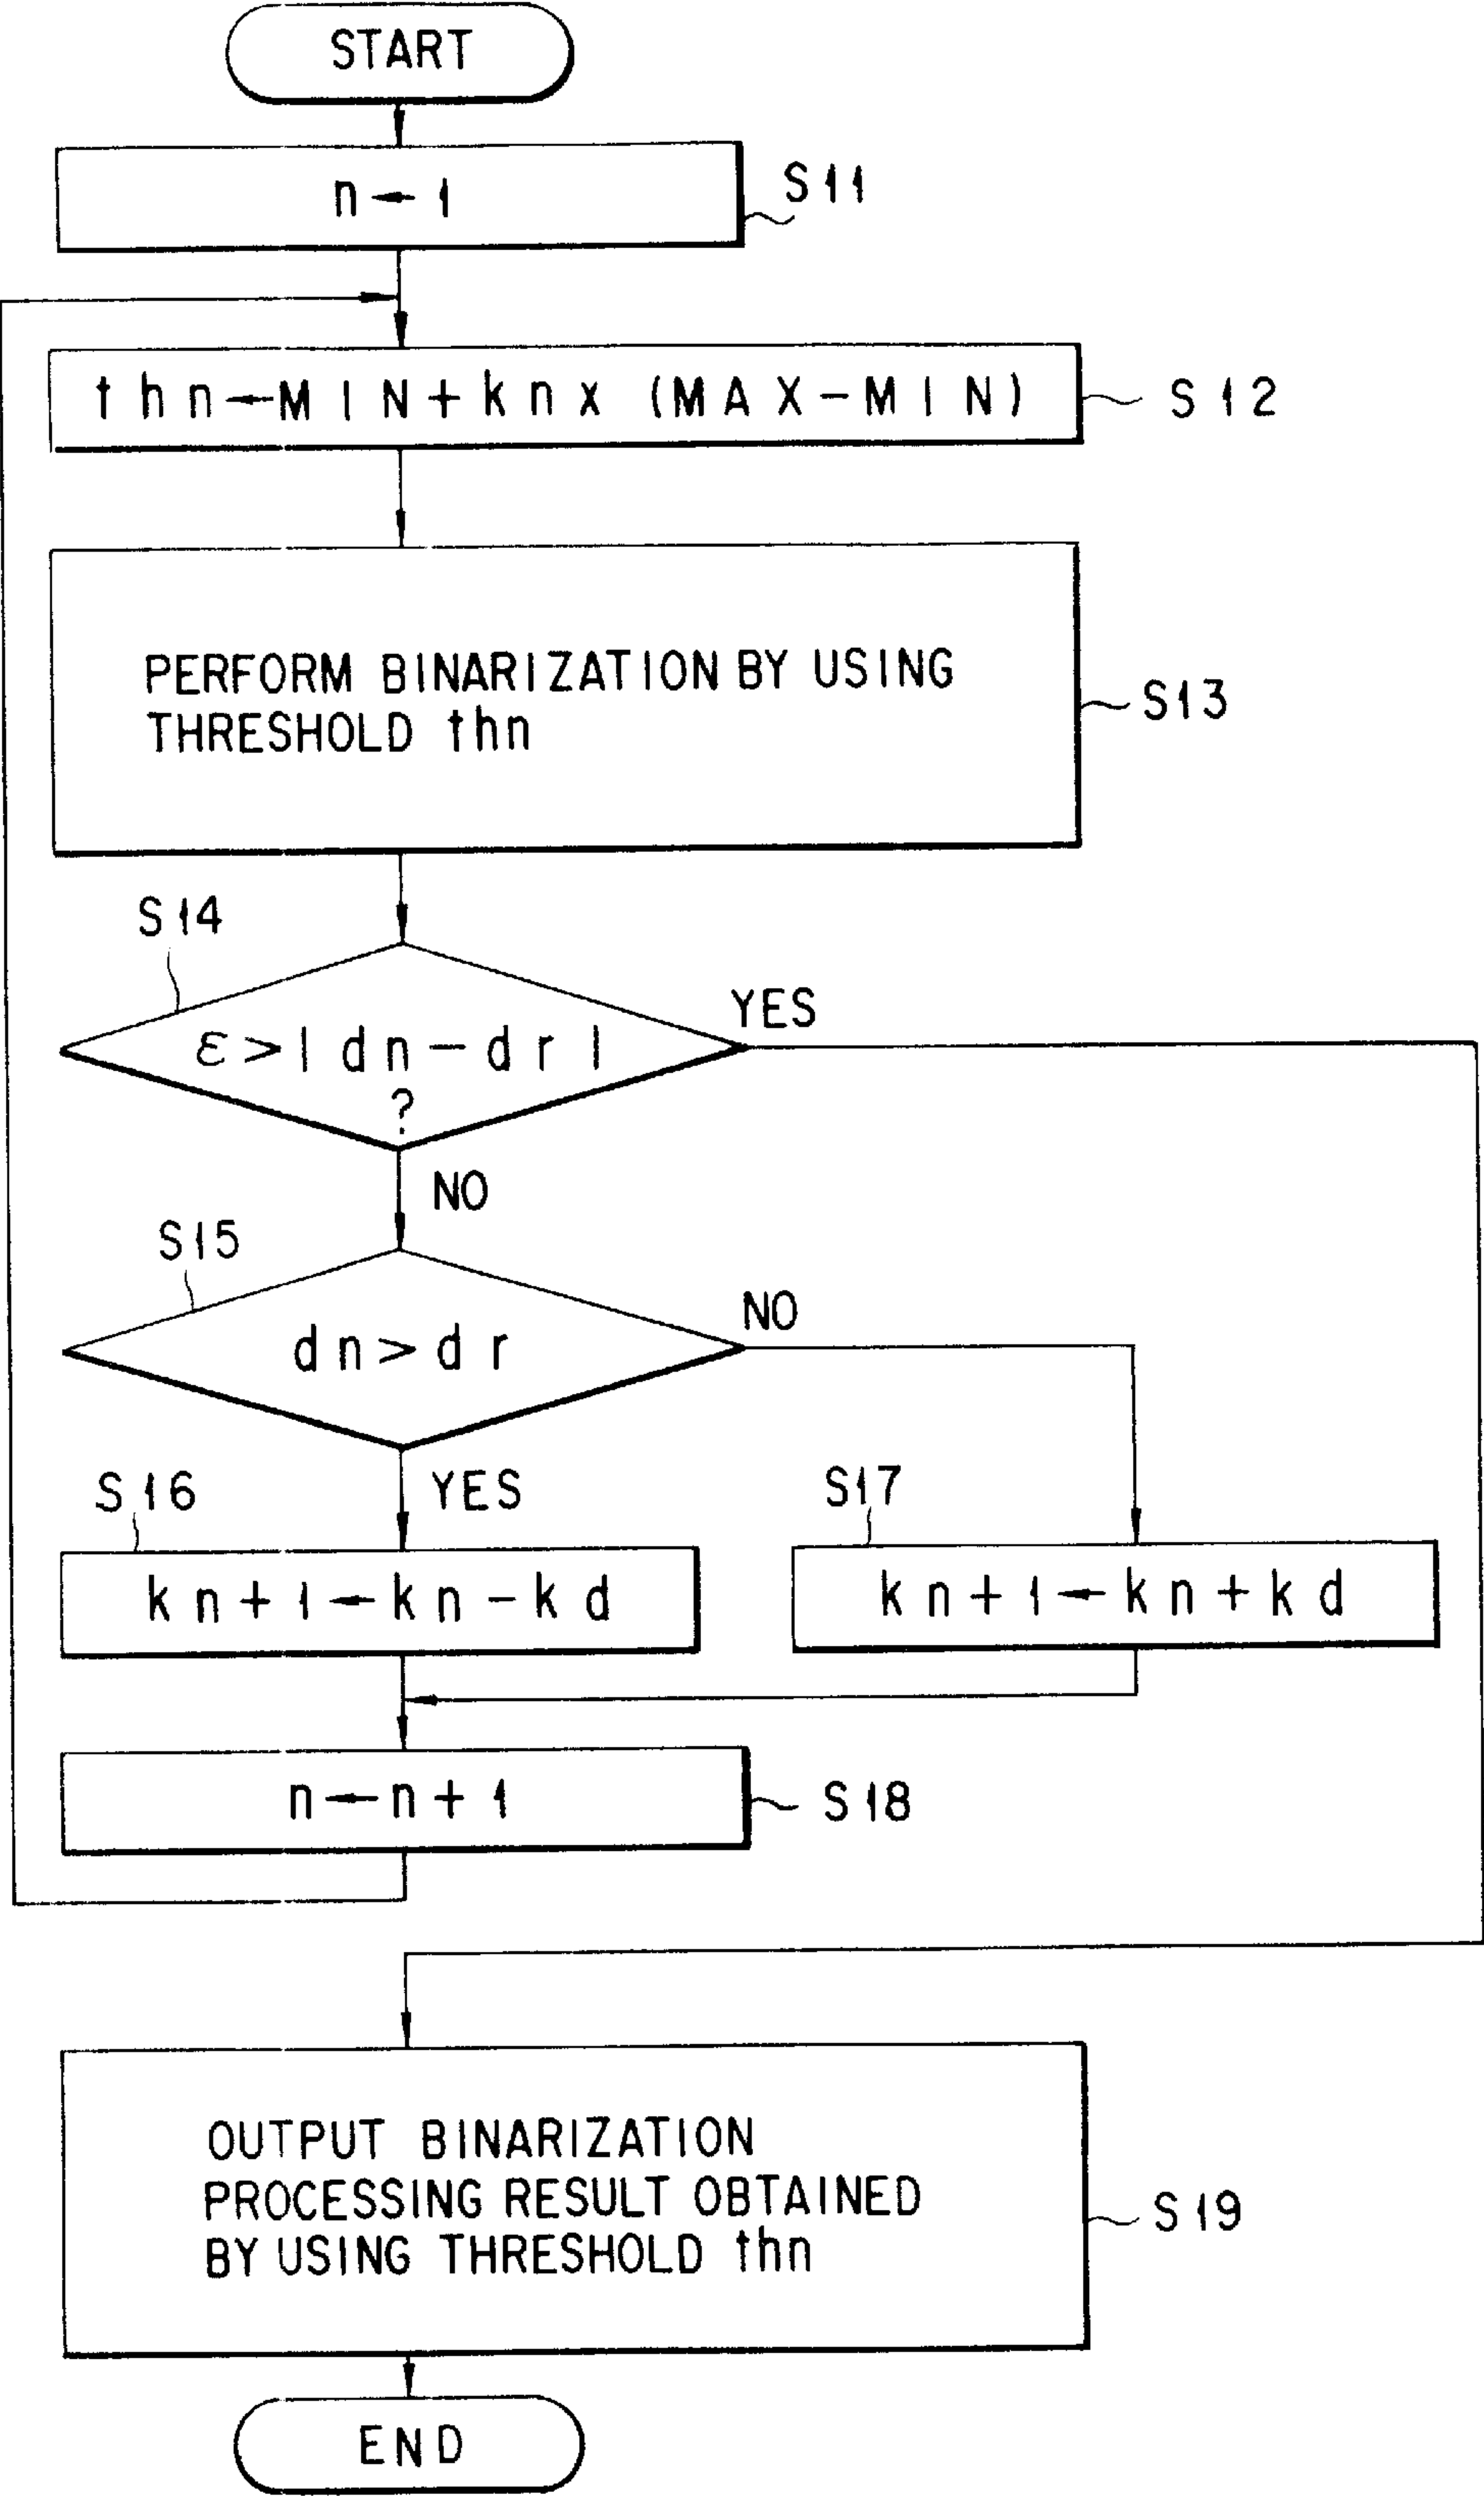 START
n←1
S11
thn←MIN+knx (MAX-MIN)
S12
PERFORM BINARIZATION BY USING
THRESHOLD thn
S13
S14
ε>|dn-dr|
?
YES
NO
S15
dn>dr
NO
YES
S16
kn+1←kn-kd
S17
kn+1←kn+kd
n←n+1
S18
OUTPUT BINARIZATION
PROCESSING RESULT OBTAINED
BY USING THRESHOLD thn
S19
END